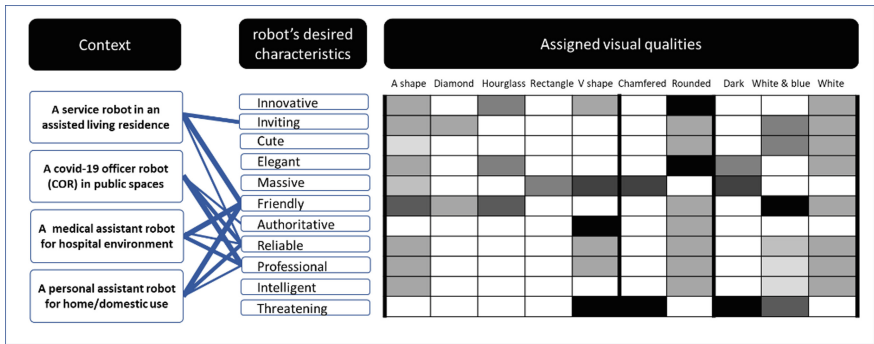 Context
robot's desired
characteristics
Assigned visual qualities
A shape Diamond Hourglass Rectangle V shape Chamfered Rounded Dark White & blue White
A service robot in an
assisted living residence
A covid-19 officer robot
(COR) in public spaces
A medical assistant robot
for hospital environment
A personal assistant robot
for home/domestic use
Innovative
Inviting
Cute
Elegant
Massive
Friendly
Authoritative
Reliable
Professional
Intelligent
Threatening